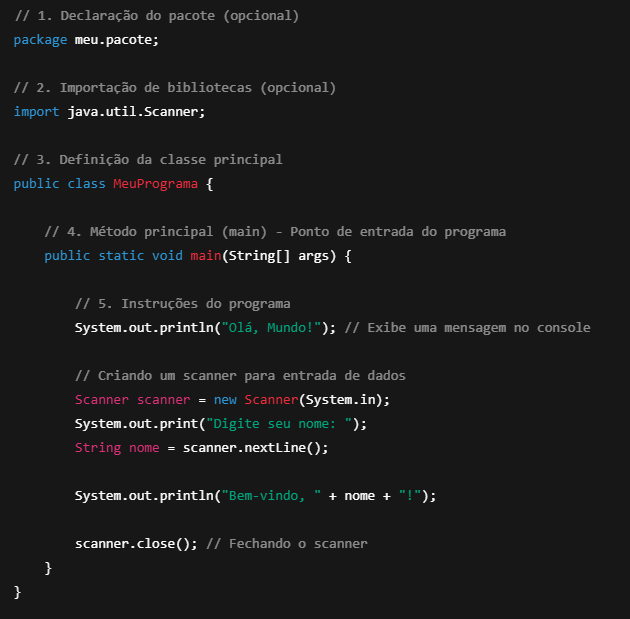 // 1. Declaração do pacote (opcional)
package meu.pacote;
// 2. Importação de bibliotecas (opcional)
import java.util.Scanner;
// 3. Definição da classe principal
public class MeuPrograma {
// 4. Método principal (main) - Ponto de entrada do programa
public static void main(String[] args) {
// 5. Instruções do programa
System.out.println("Olá, Mundo!"); // Exibe uma mensagem no console
// Criando um scanner para entrada de dados
Scanner scanner = new Scanner(System.in);
System.out.print("Digite seu nome: ");
String nome = scanner.nextLine();
System.out.println("Bem-vindo, " + nome + "!");
scanner.close(); // Fechando o scanner
}
}